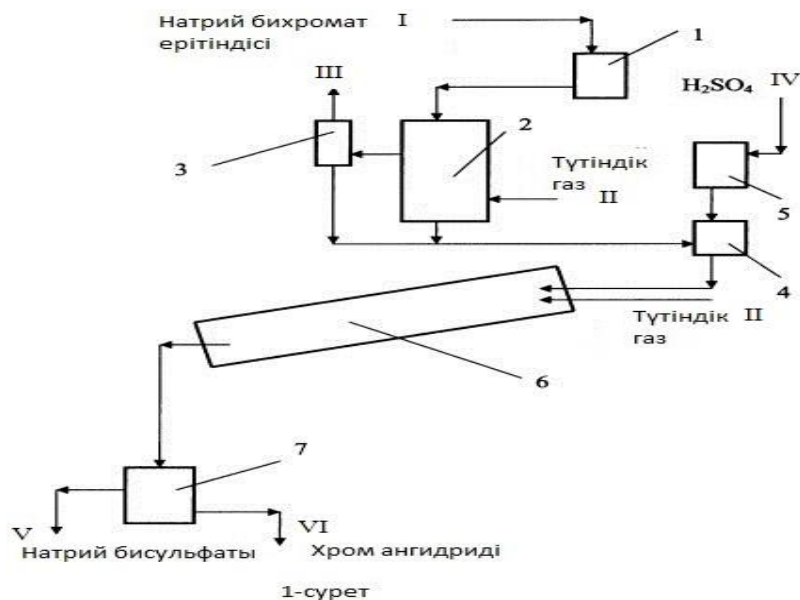 Натрий бихромат I
ерітіндісі
1
III
H₂SO₄ IV
2
3
Түтіндік
газ II
5
4
Түтіндік II
газ
6
7
V VI
Натрий бисульфаты Хром ангидриді
1-сурет